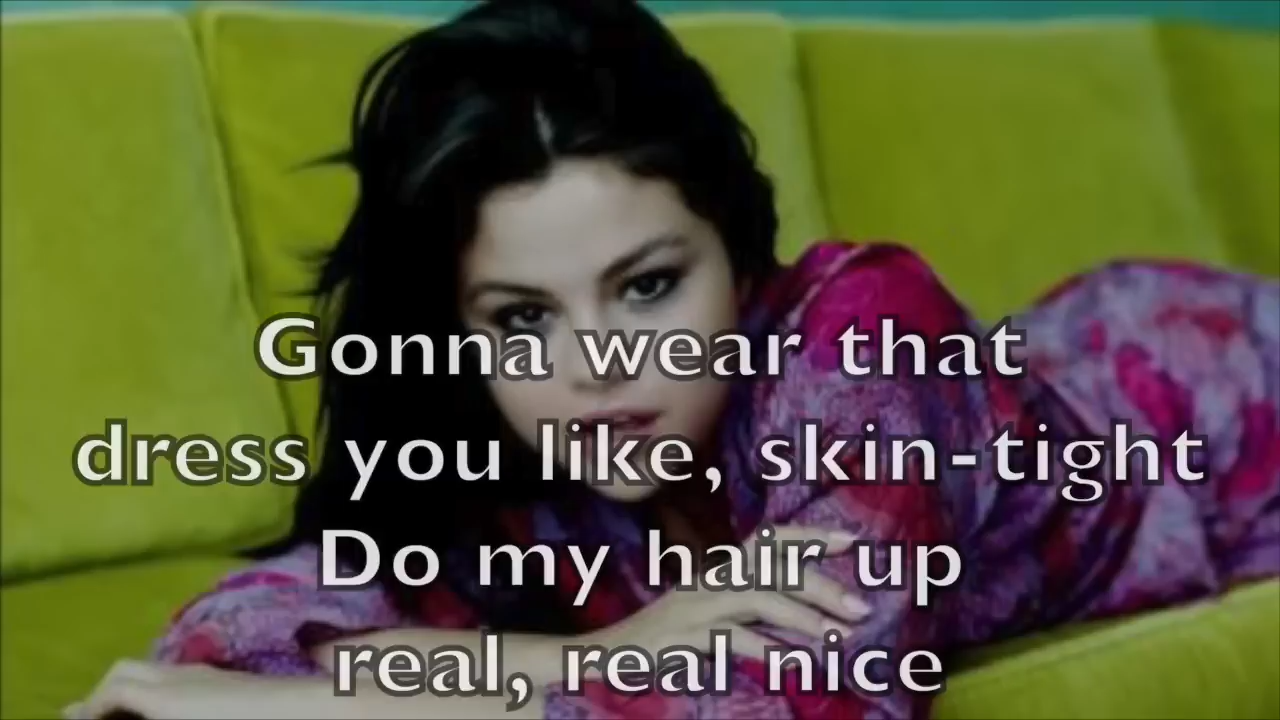 Gonna wear that
dress you like, skin-tight
Do my hair up
real, real nice